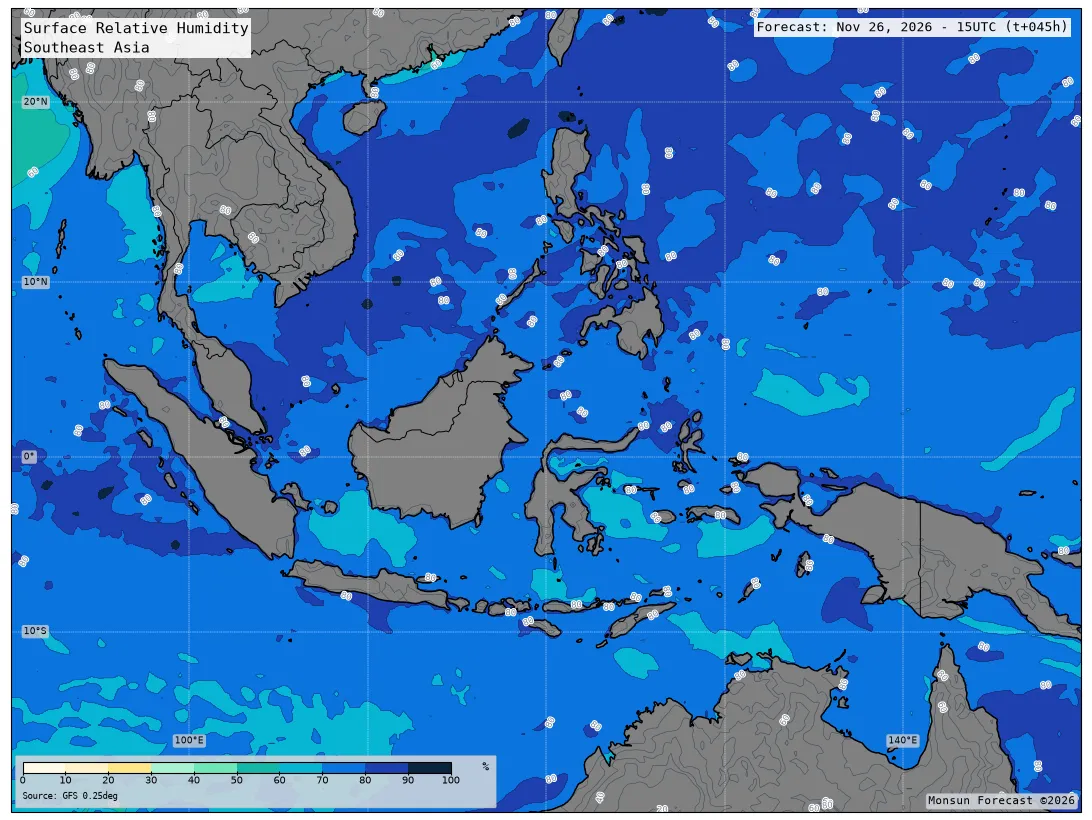 Surface Relative Humidity
Southeast Asia
Forecast: Nov 26, 2026 - 15UTC (t+045h)
20°N
10°N
0°
10°S
100°E
140°E
0 10 20 30 40 50 60 70 80 90 100
%
Source: GFS 0.25deg
Monsun Forecast ©2026